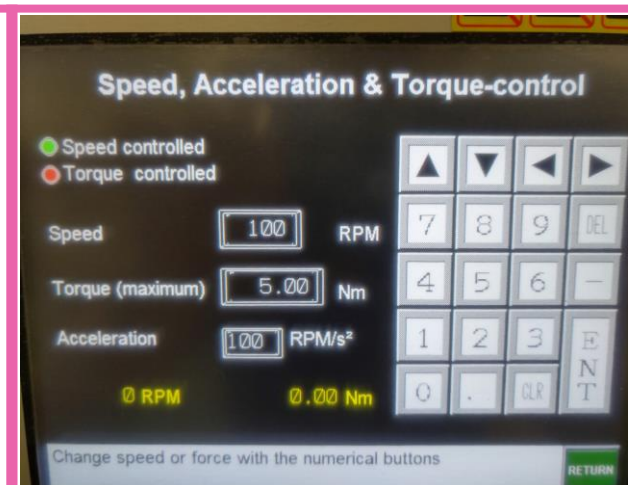 Speed, Acceleration & Torque-control
Speed controlled
Torque controlled
Speed 100 RPM
Torque (maximum) 5.00 Nm
Acceleration 100 RPM/s²
0 RPM 0.00 Nm
7 8 9 DEL
4 5 6 –
1 2 3 ENT
0 . CLR
Change speed or force with the numerical buttons
RETURN